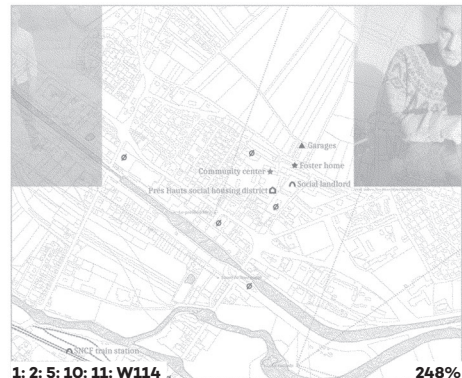 Garages
Foster home
Community center
Social landlord
Prés Hauts social housing district
SNCF train station
1: 2: 5: 10: 11: W114
248%